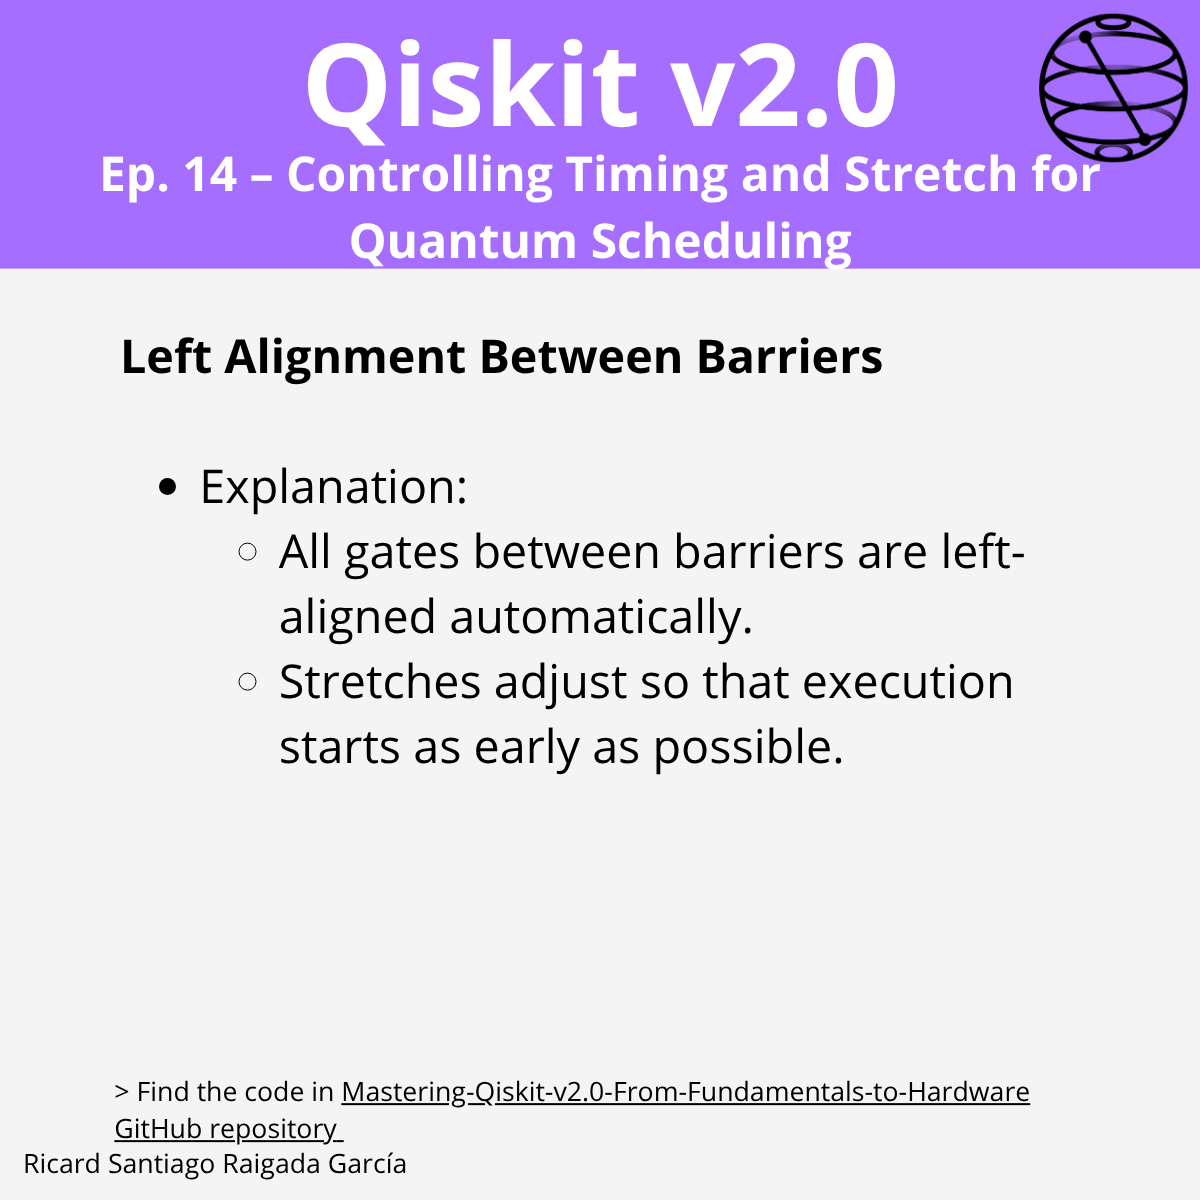 Qiskit v2.0
Ep. 14 – Controlling Timing and Stretch for
Quantum Scheduling
Left Alignment Between Barriers
• Explanation:
○ All gates between barriers are left-
aligned automatically.
○ Stretches adjust so that execution
starts as early as possible.
> Find the code in Mastering-Qiskit-v2.0-From-Fundamentals-to-Hardware
GitHub repository
Ricard Santiago Raigada García